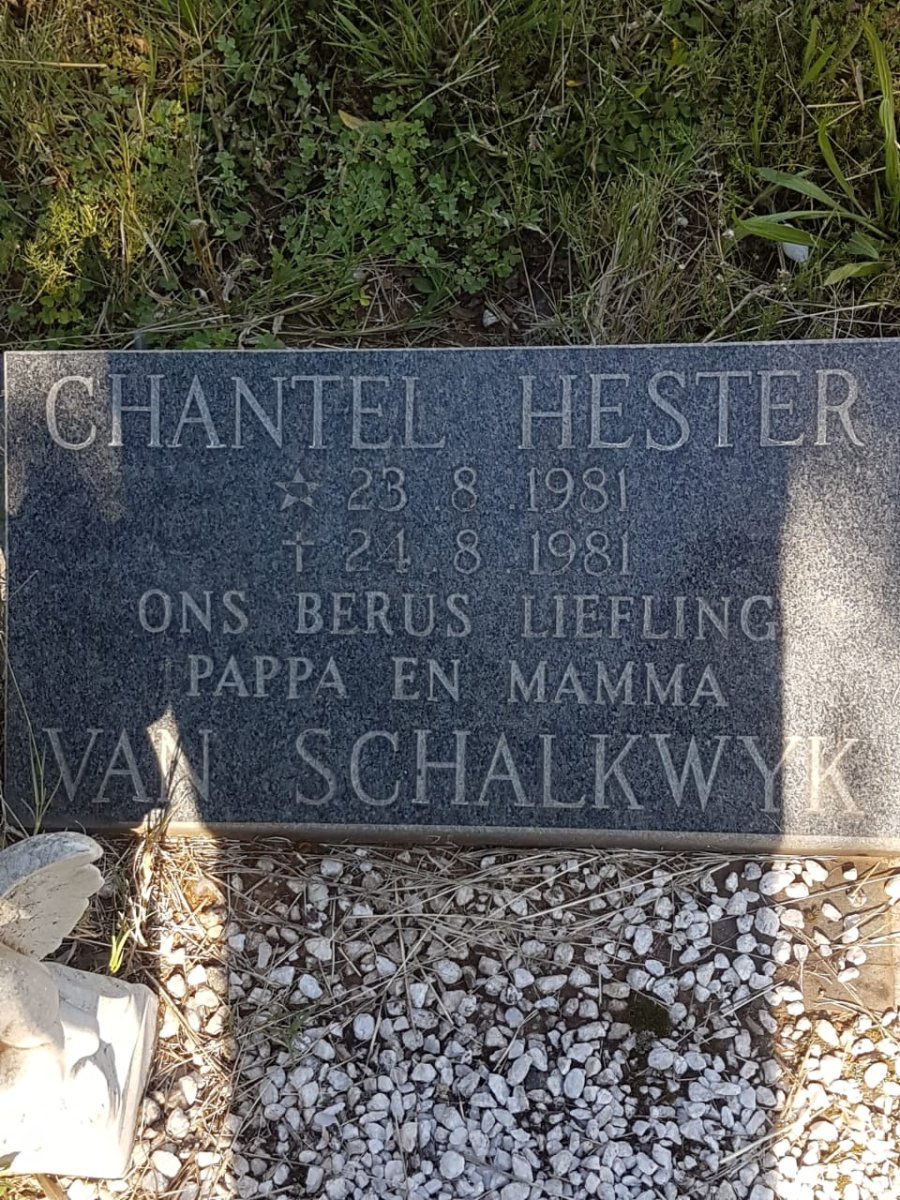 CHANTEL HESTER
☆ 23.8.1981
† 24.8.1981
ONS BERUS LIEFLING
PAPPA EN MAMMA
VAN SCHALKWYK